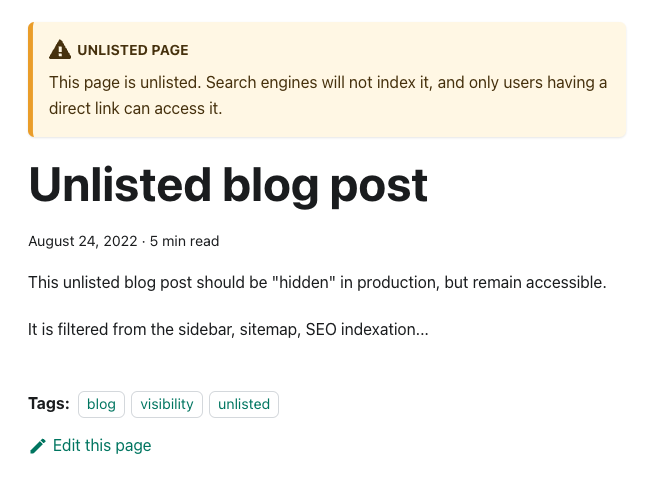 UNLISTED PAGE
This page is unlisted. Search engines will not index it, and only users having a
direct link can access it.
Unlisted blog post
August 24, 2022 · 5 min read
This unlisted blog post should be "hidden" in production, but remain accessible.
It is filtered from the sidebar, sitemap, SEO indexation...
Tags: blog visibility unlisted
Edit this page